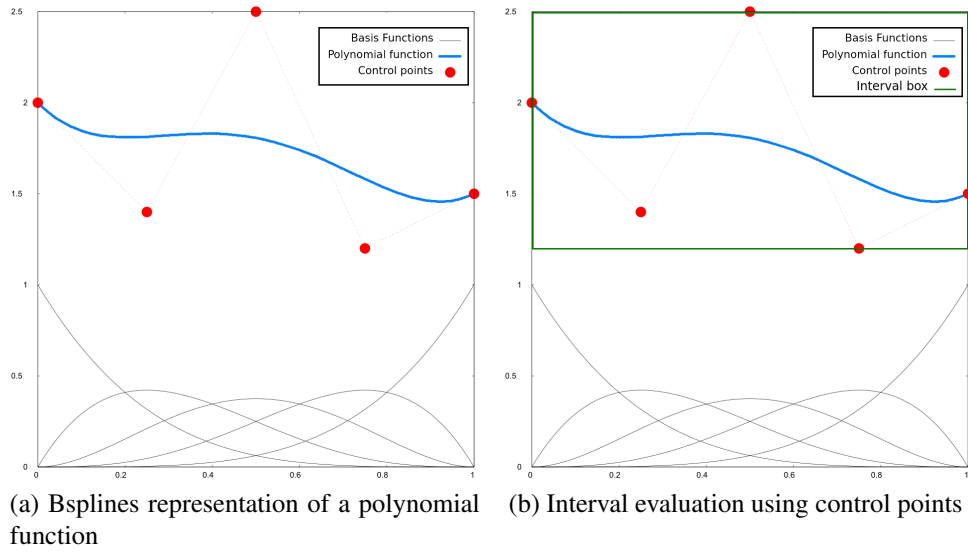 2.5
2
1.5
1
0.5
0
0
0.2
0.4
0.6
0.8
1
Basis Functions
Polynomial function
Control points
2.5
2
1.5
1
0.5
0
0
0.2
0.4
0.6
0.8
1
Basis Functions
Polynomial function
Control points
Interval box
(a) Bsplines representation of a polynomial
function
(b) Interval evaluation using control points